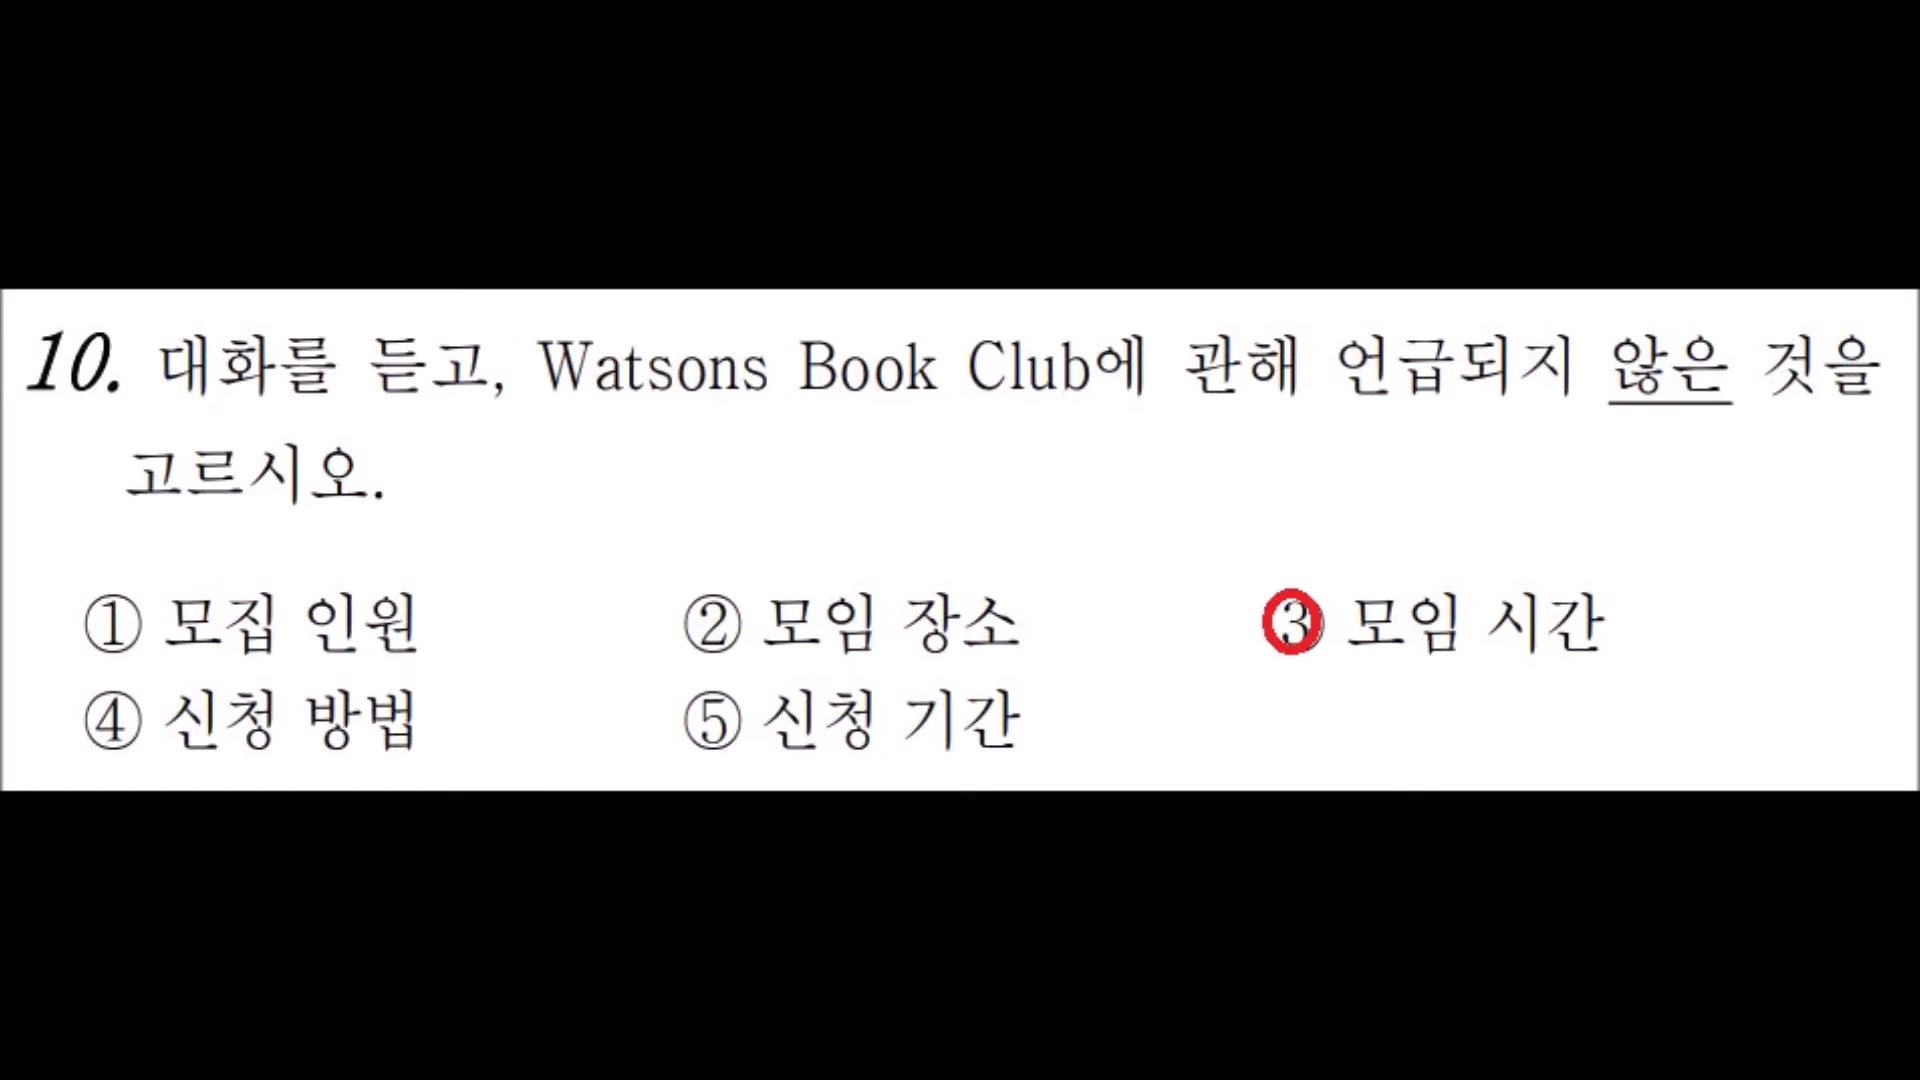 10. 대화를 듣고, Watsons Book Club에 관해 언급되지 않은 것을
고르시오.
① 모집 인원 ② 모임 장소 ③ 모임 시간
④ 신청 방법 ⑤ 신청 기간